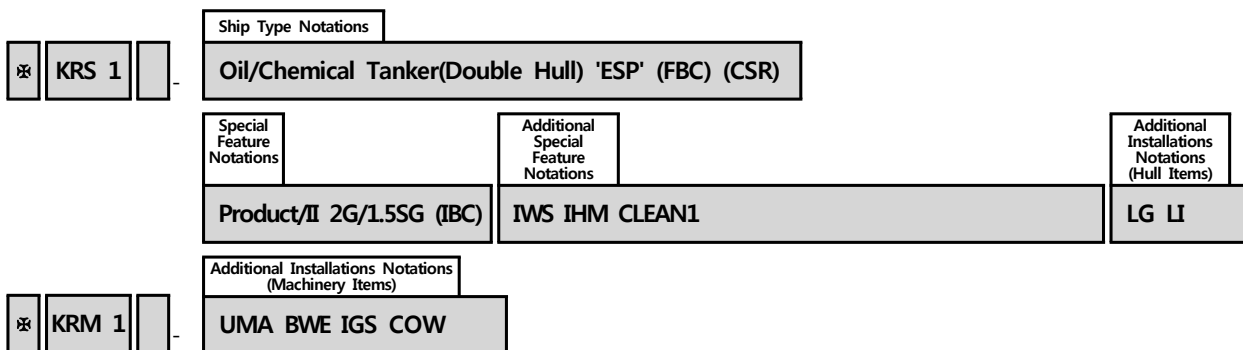 Ship Type Notations
✠ KRS 1 - Oil/Chemical Tanker(Double Hull) 'ESP' (FBC) (CSR)
Special
Feature
Notations
Additional
Special
Feature
Notations
Additional
Installations
Notations
(Hull Items)
Product/II 2G/1.5SG (IBC)
IWS IHM CLEAN1
LG LI
Additional Installations Notations
(Machinery Items)
✠ KRM 1 - UMA BWE IGS COW